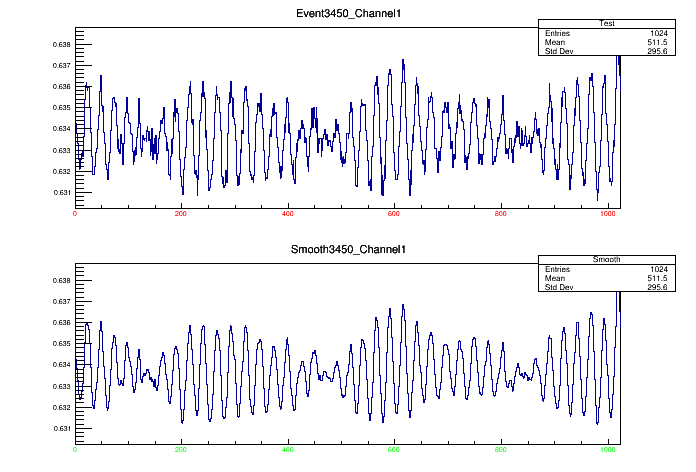 Event3450_Channel1
Test
Entries 1024
Mean 511.5
Std Dev 295.6
0.638
0.637
0.636
0.635
0.634
0.633
0.632
0.631
0 200 400 600 800 1000
Smooth3450_Channel1
Smooth
Entries 1024
Mean 511.5
Std Dev 295.6
0.638
0.637
0.636
0.635
0.634
0.633
0.632
0.631
0 200 400 600 800 1000